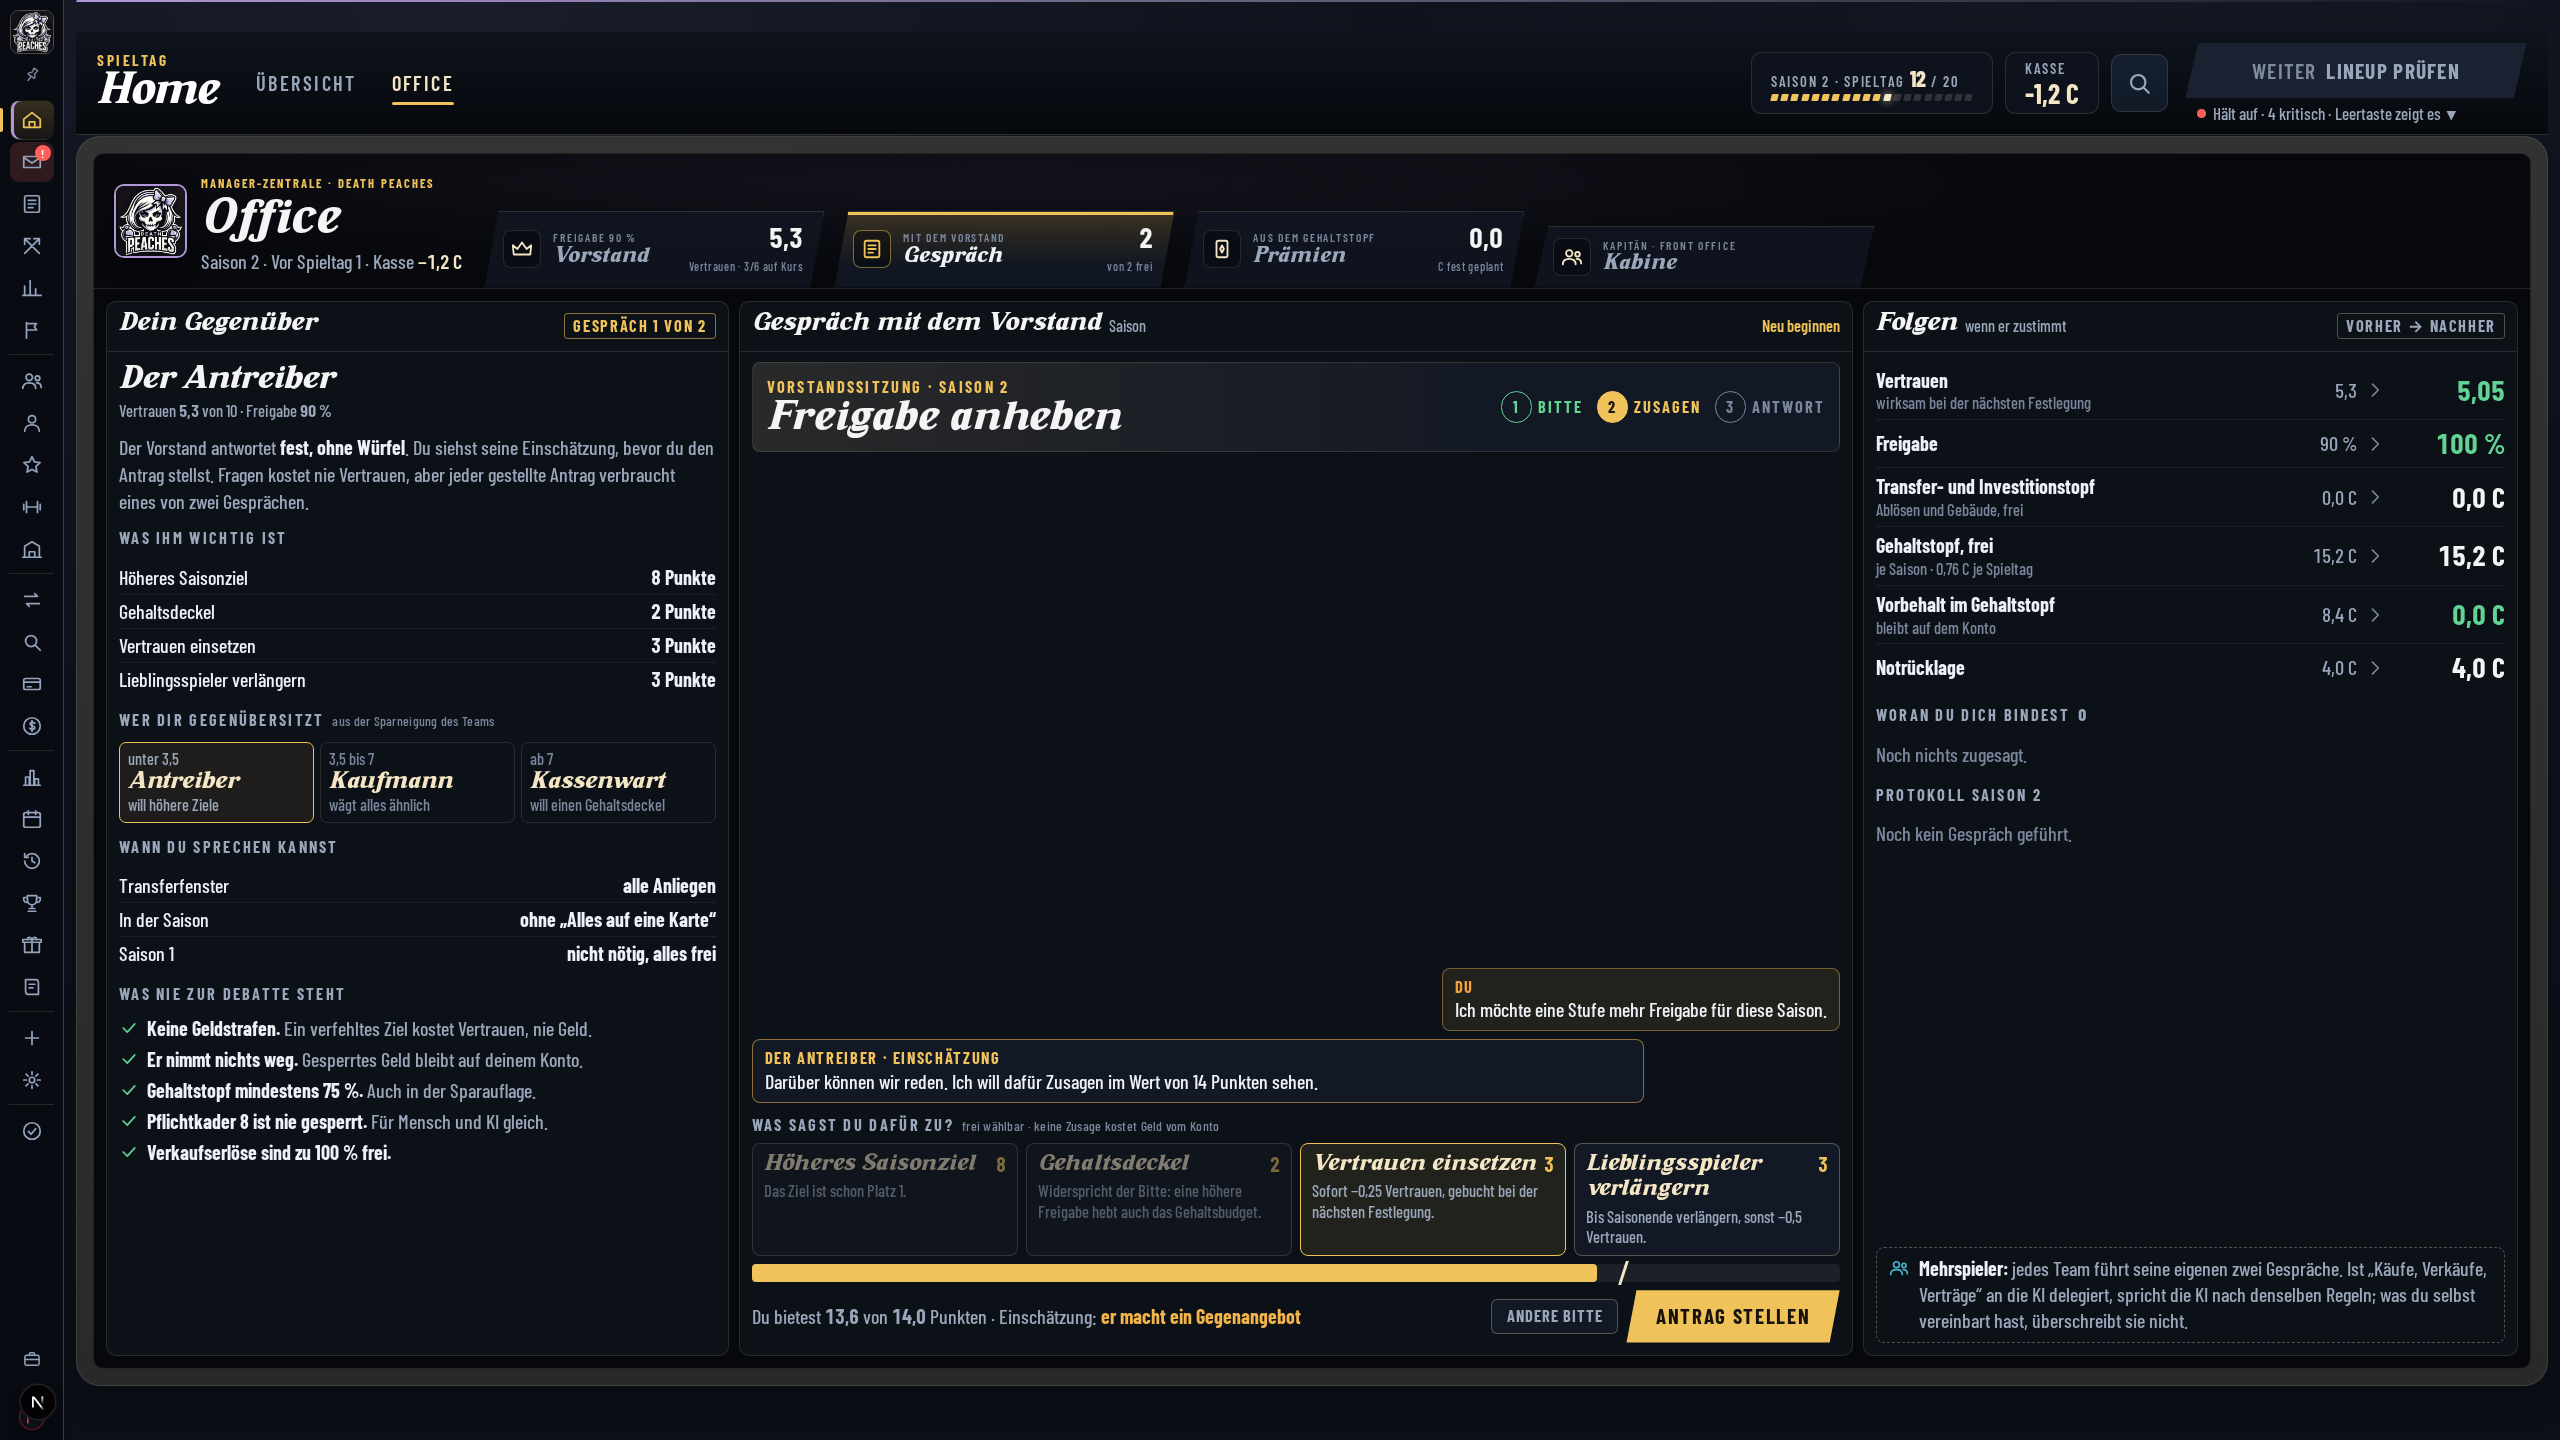 SPIELTAG
Home
ÜBERSICHT
OFFICE
SAISON 2 · SPIELTAG 12 / 20
KASSE
-1,2 C
WEITER LINEUP PRÜFEN
Hält auf · 4 kritisch · Leertaste zeigt es ▼
DEATH
PEACHES
MANAGER-ZENTRALE · DEATH PEACHES
Office
Saison 2 · Vor Spieltag 1 · Kasse −1,2 C
FREIGABE 90 %
Vorstand
5,3
Vertrauen · 3/6 auf Kurs
MIT DEM VORSTAND
Gespräch
2
von 2 frei
AUS DEM GEHALTSTOPF
Prämien
0,0
C fest geplant
KAPITÄN · FRONT OFFICE
Kabine
Dein Gegenüber
GESPRÄCH 1 VON 2
Der Antreiber
Vertrauen 5,3 von 10 · Freigabe 90 %
Der Vorstand antwortet fest, ohne Würfel. Du siehst seine Einschätzung, bevor du den
Antrag stellst. Fragen kostet nie Vertrauen, aber jeder gestellte Antrag verbraucht
eines von zwei Gesprächen.
WAS IHM WICHTIG IST
Höheres Saisonziel 8 Punkte
Gehaltsdeckel 2 Punkte
Vertrauen einsetzen 3 Punkte
Lieblingsspieler verlängern 3 Punkte
WER DIR GEGENÜBERSITZT aus der Sparneigung des Teams
unter 3,5
Antreiber
will höhere Ziele
3,5 bis 7
Kaufmann
wägt alles ähnlich
ab 7
Kassenwart
will einen Gehaltsdeckel
WANN DU SPRECHEN KANNST
Transferfenster alle Anliegen
In der Saison ohne „Alles auf eine Karte“
Saison 1 nicht nötig, alles frei
WAS NIE ZUR DEBATTE STEHT
Keine Geldstrafen. Ein verfehltes Ziel kostet Vertrauen, nie Geld.
Er nimmt nichts weg. Gesperrtes Geld bleibt auf deinem Konto.
Gehaltstopf mindestens 75 %. Auch in der Sparauflage.
Pflichtkader 8 ist nie gesperrt. Für Mensch und KI gleich.
Verkaufserlöse sind zu 100 % frei.
Gespräch mit dem Vorstand Saison
Neu beginnen
VORSTANDSSITZUNG · SAISON 2
Freigabe anheben
1 BITTE 2 ZUSAGEN 3 ANTWORT
DU
Ich möchte eine Stufe mehr Freigabe für diese Saison.
DER ANTREIBER · EINSCHÄTZUNG
Darüber können wir reden. Ich will dafür Zusagen im Wert von 14 Punkten sehen.
WAS SAGST DU DAFÜR ZU? frei wählbar · keine Zusage kostet Geld vom Konto
Höheres Saisonziel 8
Das Ziel ist schon Platz 1.
Gehaltsdeckel 2
Widerspricht der Bitte: eine höhere
Freigabe hebt auch das Gehaltsbudget.
Vertrauen einsetzen 3
Sofort −0,25 Vertrauen, gebucht bei der
nächsten Festlegung.
Lieblingsspieler
verlängern 3
Bis Saisonende verlängern, sonst −0,5
Vertrauen.
Du bietest 13,6 von 14,0 Punkten · Einschätzung: er macht ein Gegenangebot
ANDERE BITTE
ANTRAG STELLEN
Folgen wenn er zustimmt
VORHER → NACHHER
Vertrauen 5,3 5,05
wirksam bei der nächsten Festlegung
Freigabe 90 % 100 %
Transfer- und Investitionstopf 0,0 C 0,0 C
Ablösen und Gebäude, frei
Gehaltstopf, frei 15,2 C 15,2 C
je Saison · 0,76 C je Spieltag
Vorbehalt im Gehaltstopf 8,4 C 0,0 C
bleibt auf dem Konto
Notrücklage 4,0 C 4,0 C
WORAN DU DICH BINDEST 0
Noch nichts zugesagt.
PROTOKOLL SAISON 2
Noch kein Gespräch geführt.
Mehrspieler: jedes Team führt seine eigenen zwei Gespräche. Ist „Käufe, Verkäufe,
Verträge“ an die KI delegiert, spricht die KI nach denselben Regeln; was du selbst
vereinbart hast, überschreibt sie nicht.
N